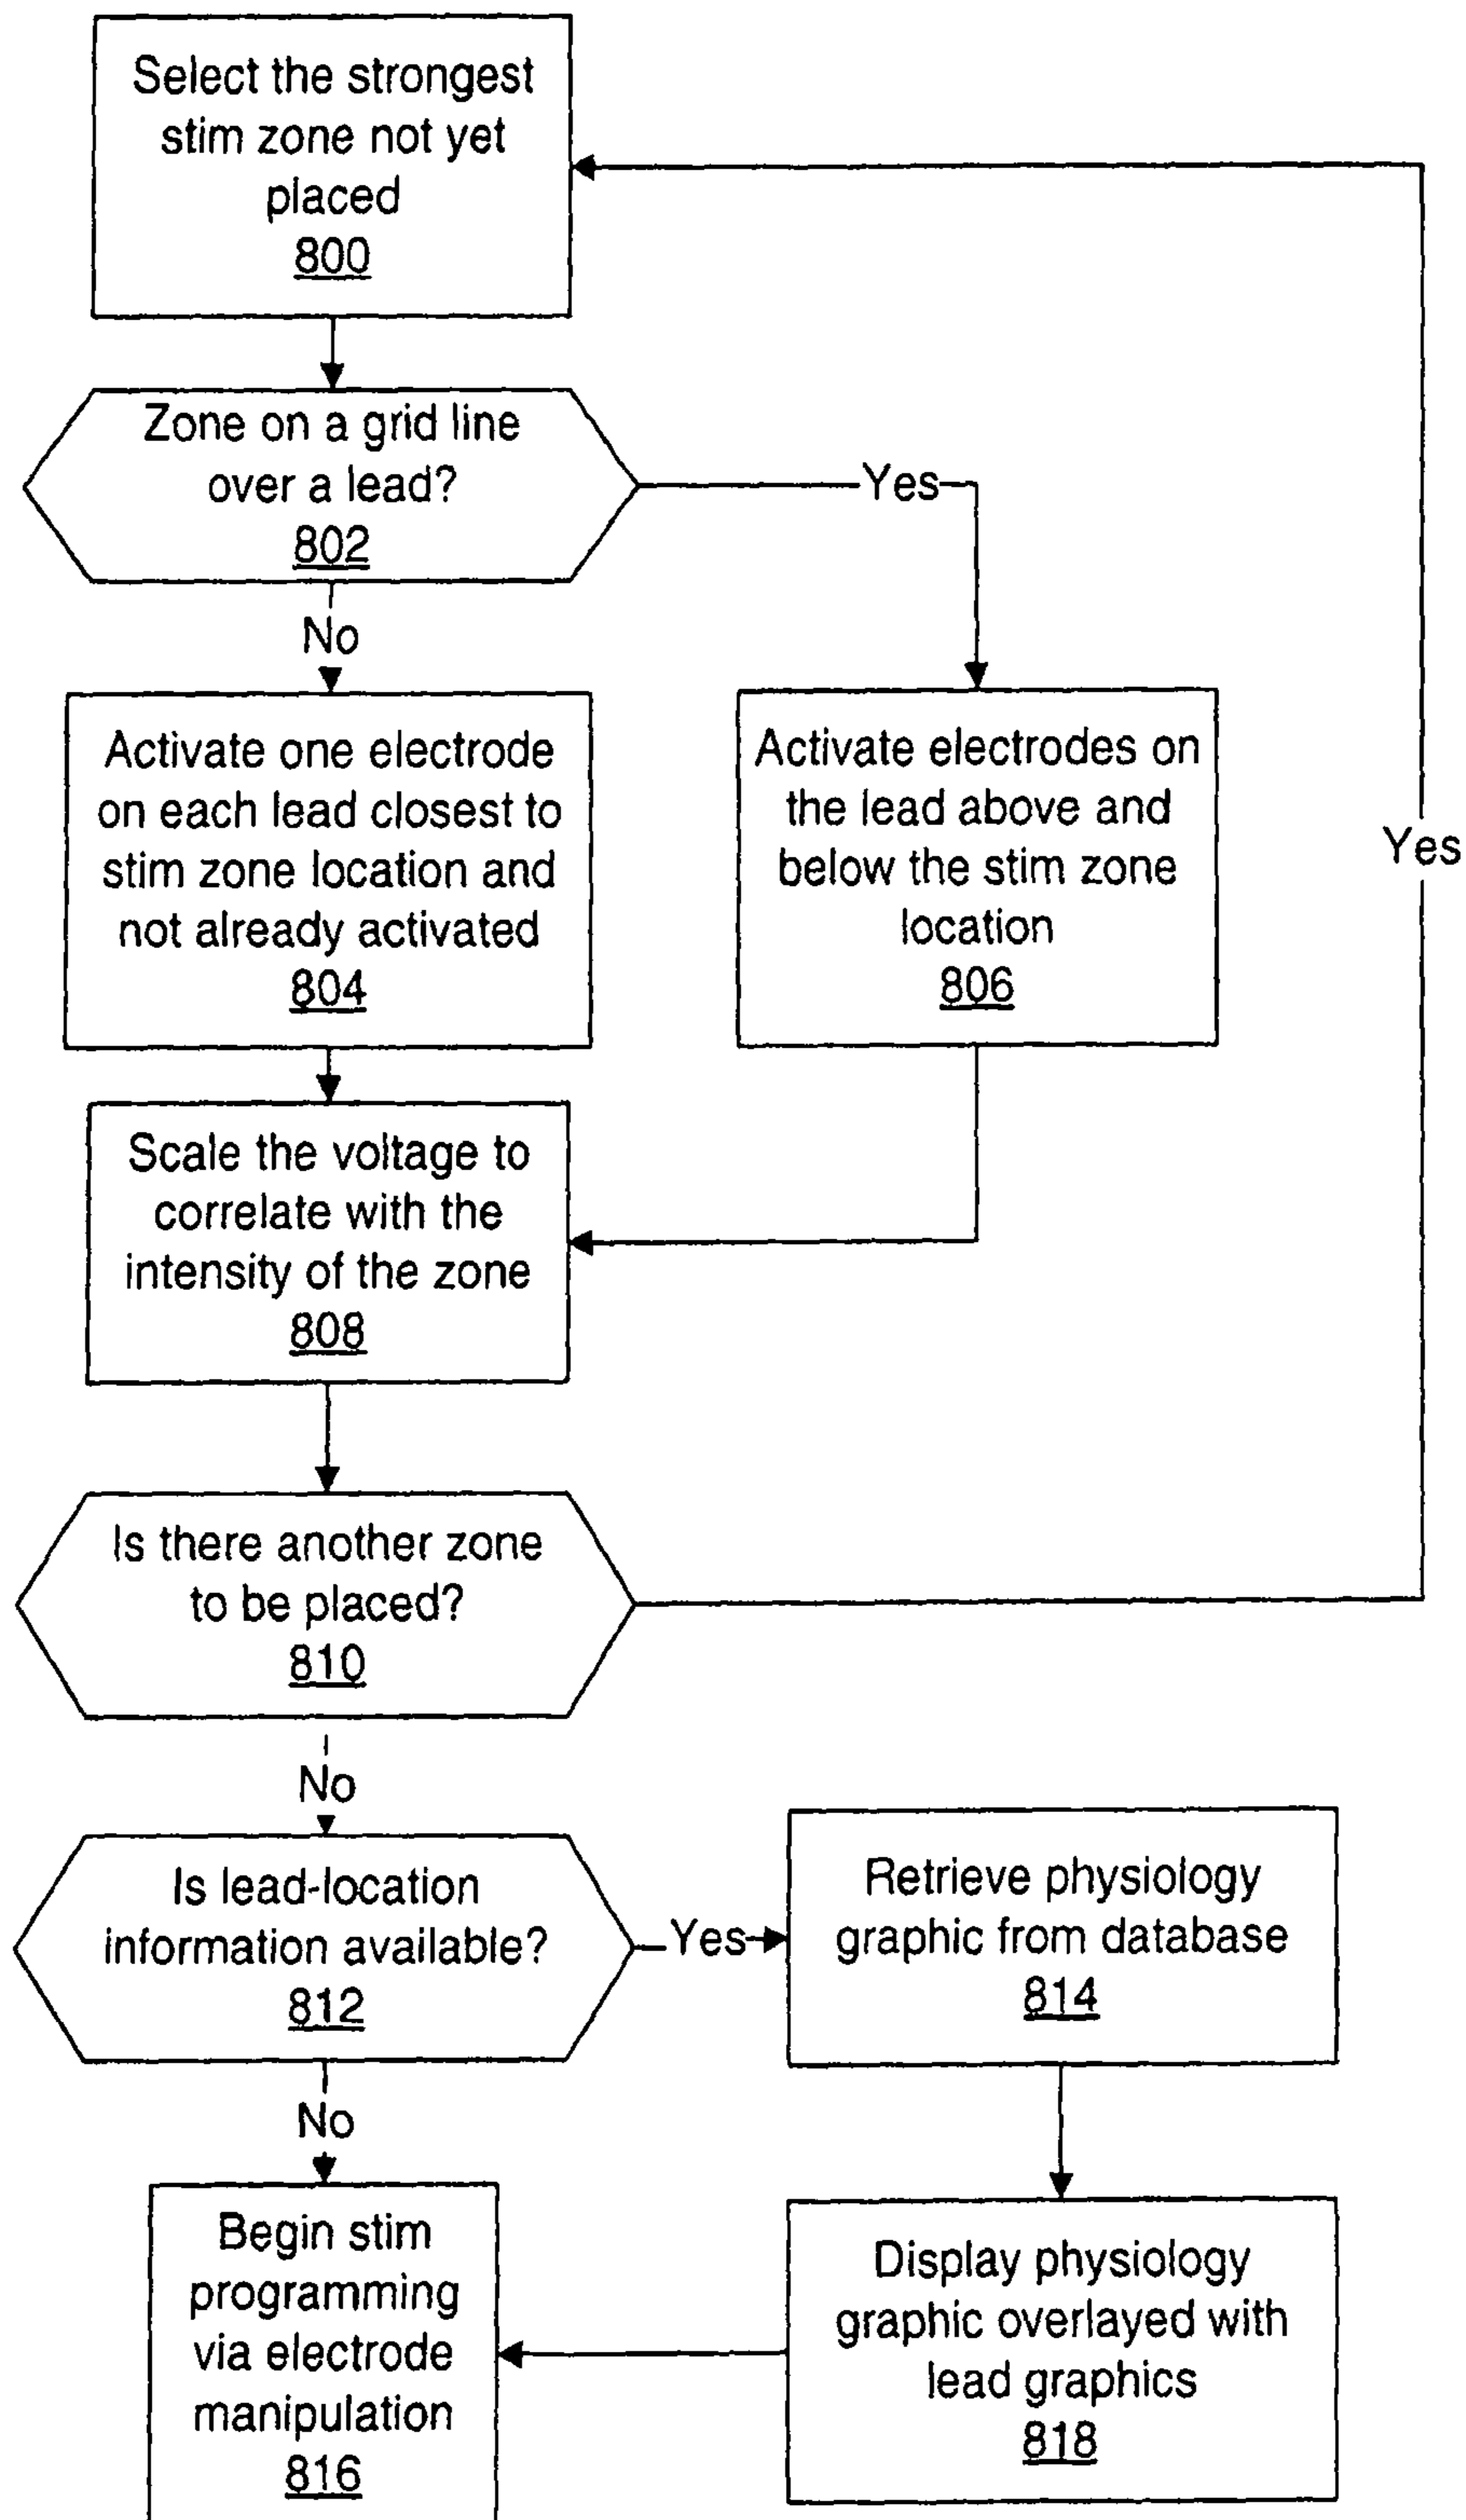 Select the strongest
stim zone not yet
placed
800
Zone on a grid line
over a lead?
802
Yes
No
Activate one electrode
on each lead closest to
stim zone location and
not already activated
804
Activate electrodes on
the lead above and
below the stim zone
location
806
Yes
Scale the voltage to
correlate with the
intensity of the zone
808
Is there another zone
to be placed?
810
No
Is lead-location
information available?
812
Yes
Retrieve physiology
graphic from database
814
No
Begin stim
programming
via electrode
manipulation
816
Display physiology
graphic overlayed with
lead graphics
818